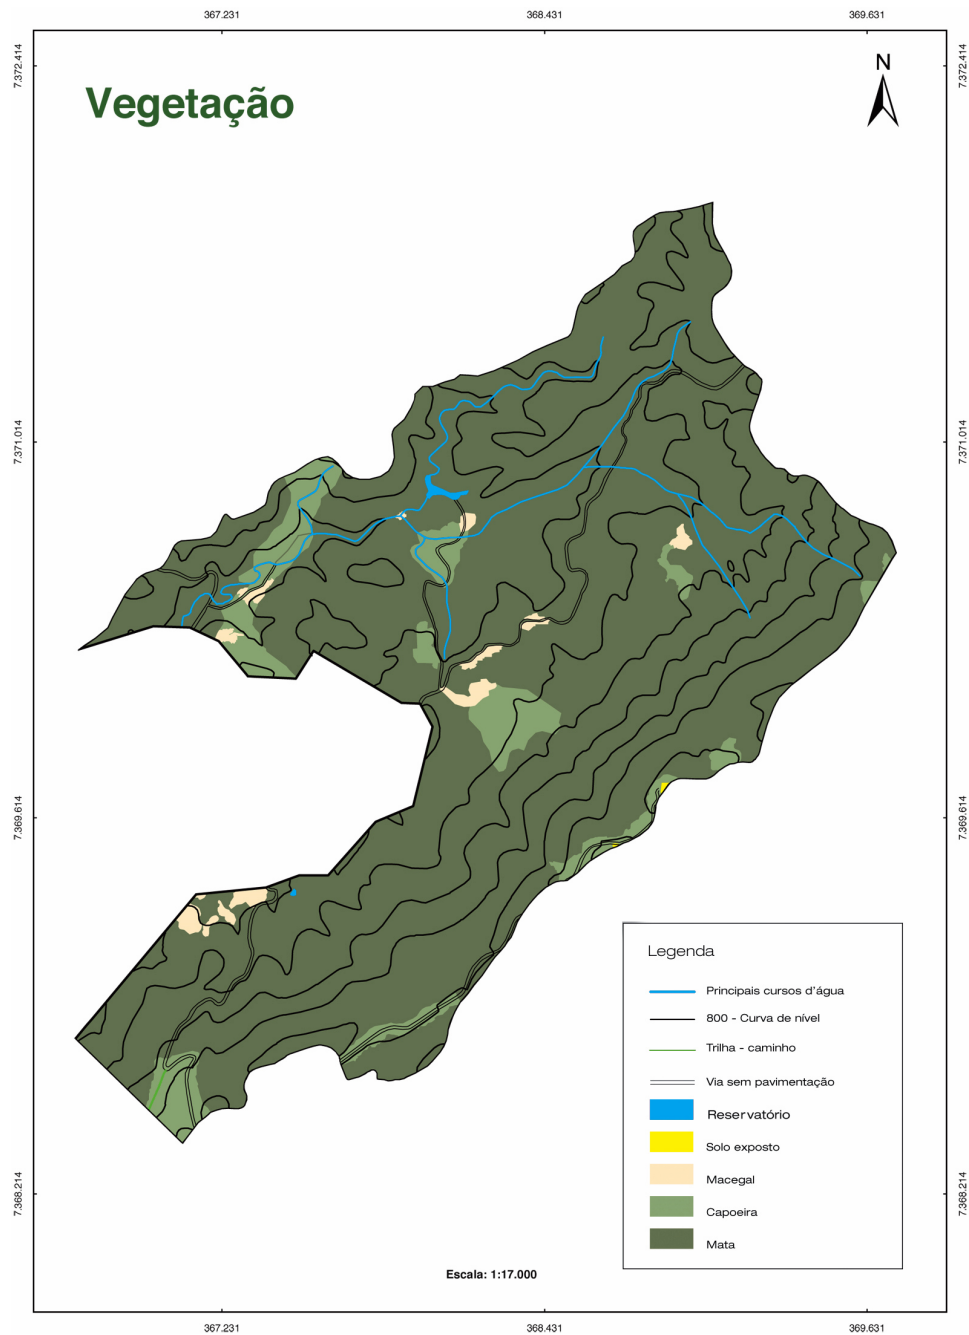 367.231 368.431 369.631
7.372.414 7.372.414
N
Vegetação
7.371.014 7.371.014
7.369.614 7.369.614
Legenda
Principais cursos d'água
800 - Curva de nível
Trilha - caminho
Via sem pavimentação
Reservatório
Solo exposto
Macegal
Capoeira
Mata
7.368.214 7.368.214
Escala: 1:17.000
367.231 368.431 369.631